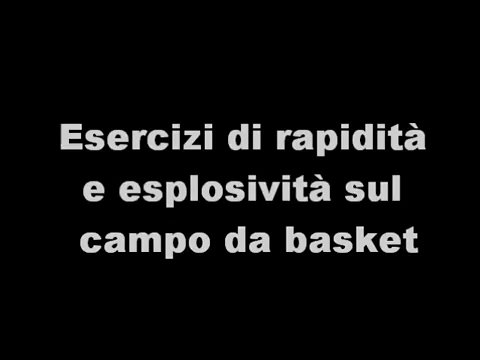 Esercizi di rapidità
e esplosività sul
campo da basket